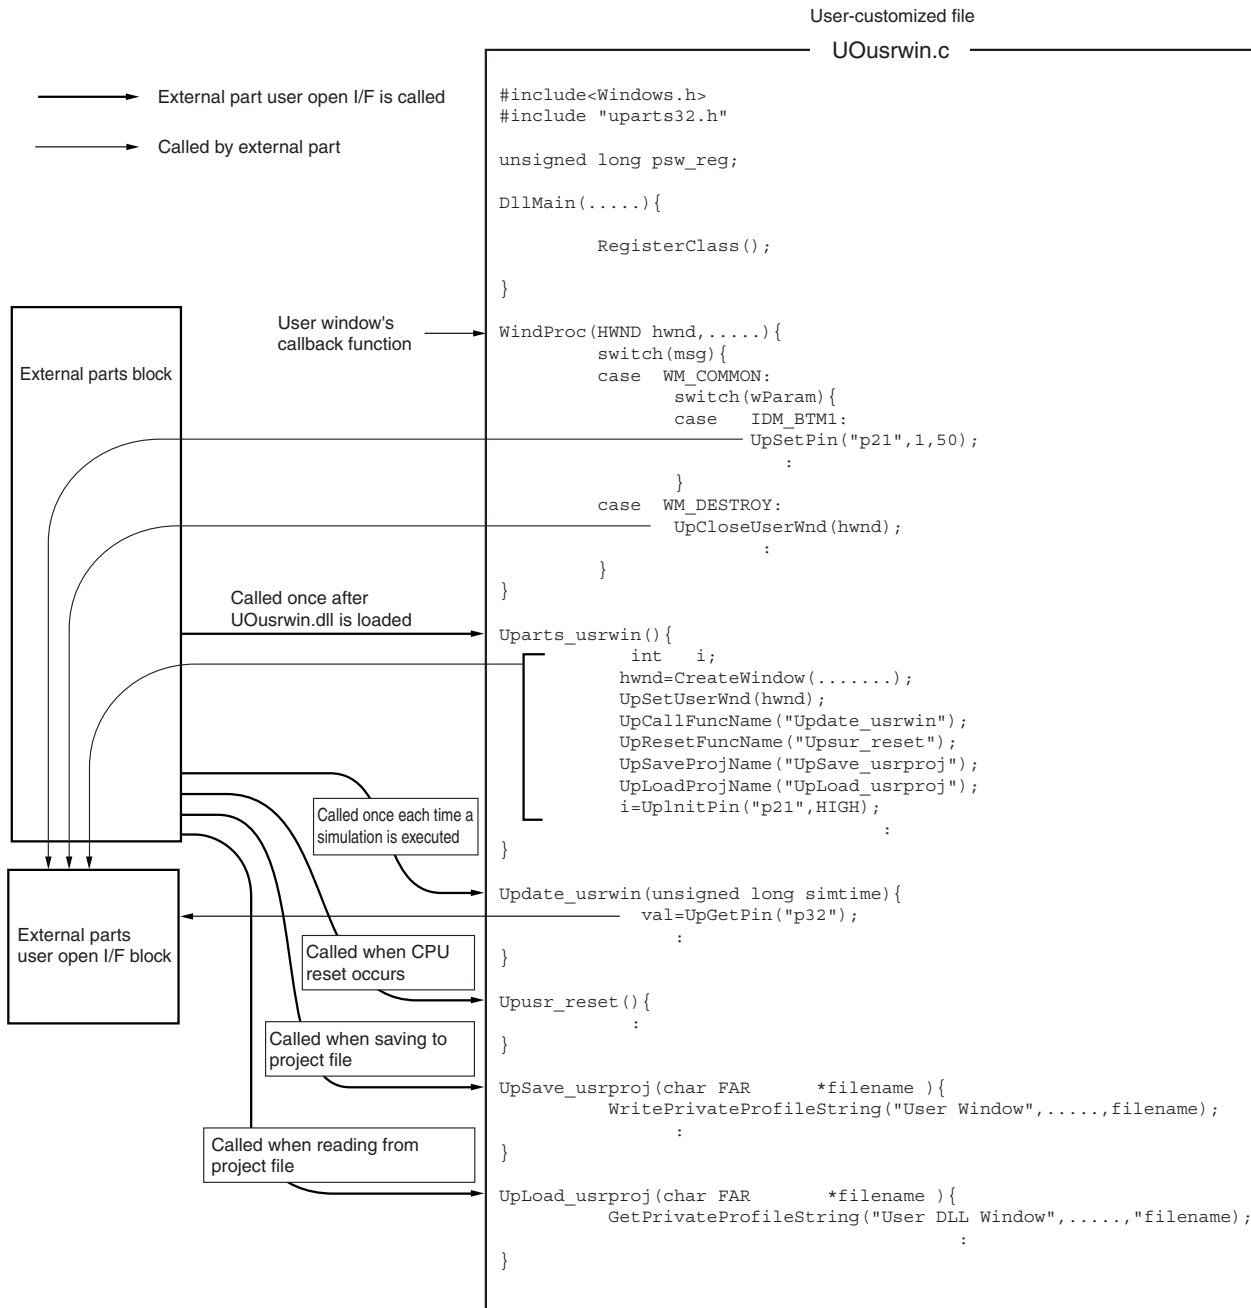 User-customized file
UOusrwin.c
External part user open I/F is called
Called by external part
#include<Windows.h>
#include "uparts32.h"
unsigned long psw_reg;
DllMain(.....){
RegisterClass();
}
User window's
callback function
WindProc(HWND hwnd,.....){
switch(msg){
case WM_COMMON:
switch(wParam){
case IDM_BTM1:
UpSetPin("p21",1,50);
:
}
case WM_DESTROY:
UpCloseUserWnd(hwnd);
:
}
}
External parts block
Called once after
UOusrwin.dll is loaded
Uparts_usrwin(){
int i;
hwnd=CreateWindow(.......);
UpSetUserWnd(hwnd);
UpCallFuncName("Update_usrwin");
UpResetFuncName("Upsur_reset");
UpSaveProjName("UpSave_usrproj");
UpLoadProjName("UpLoad_usrproj");
i=UplnitPin("p21",HIGH);
:
}
Called once each time a
simulation is executed
Update_usrwin(unsigned long simtime){
val=UpGetPin("p32");
:
}
External parts
user open I/F block
Called when CPU
reset occurs
Upusr_reset(){
:
}
Called when saving to
project file
UpSave_usrproj(char FAR *filename ){
WritePrivateProfileString("User Window",.....,filename);
:
}
Called when reading from
project file
UpLoad_usrproj(char FAR *filename ){
GetPrivateProfileString("User DLL Window",.....,"filename);
:
}